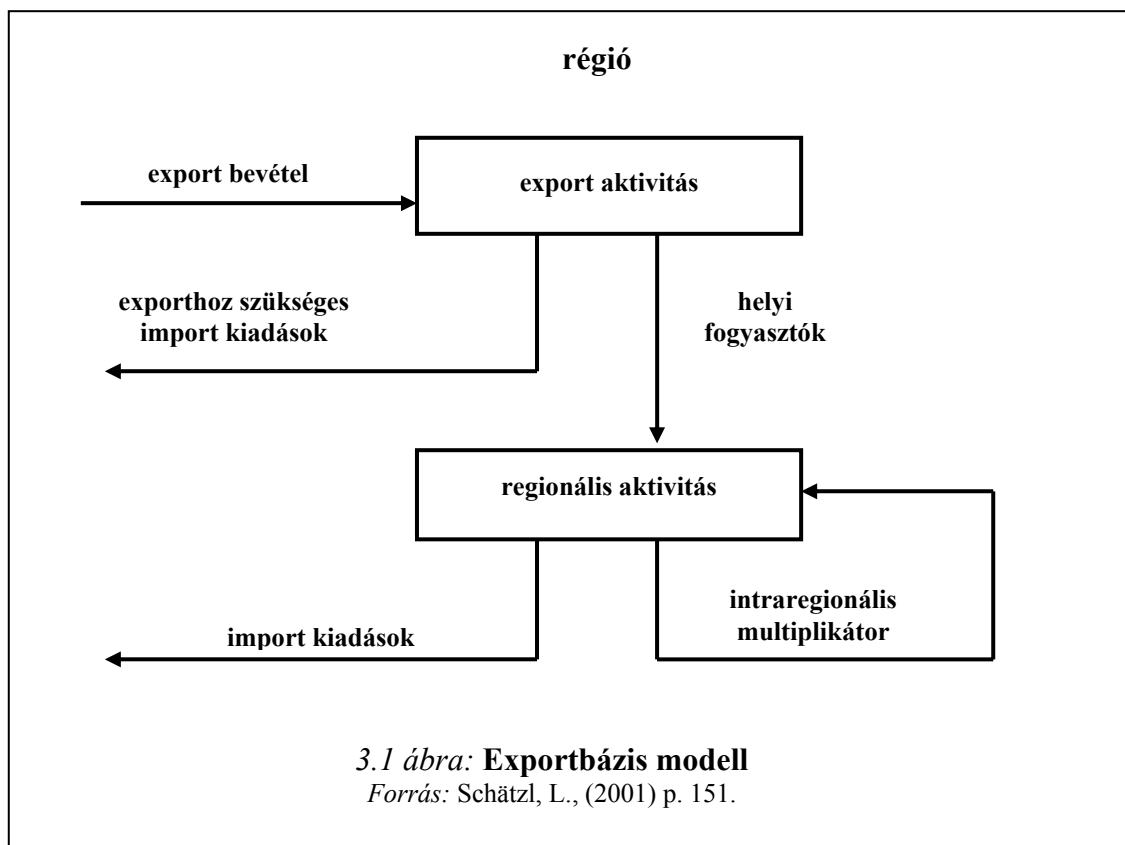 régió
export bevétel
export aktivitás
exporthoz szükséges
import kiadások
helyi
fogyasztók
regionális aktivitás
intraregionális
multiplikátor
import kiadások
3.1 ábra: Exportbázis modell
Forrás: Schätzl, L., (2001) p. 151.